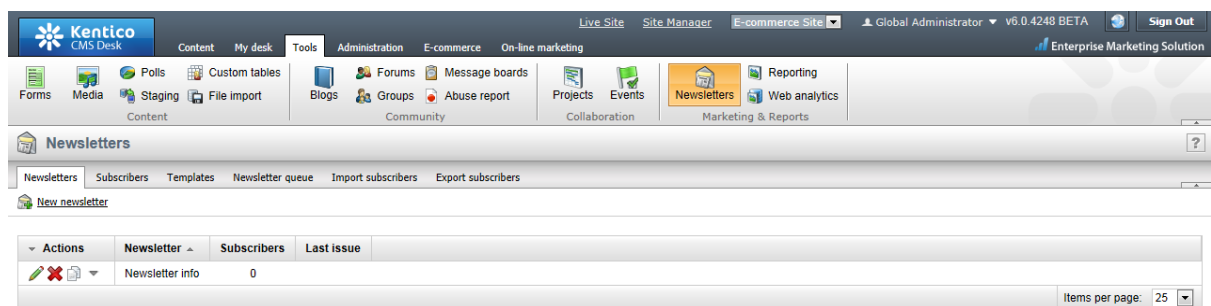 Kentico
CMS Desk
Live Site Site Manager E-commerce Site Global Administrator v6.0.4248 BETA Sign Out
Content My desk Tools Administration E-commerce On-line marketing Enterprise Marketing Solution
Polls Custom tables Forums Message boards Reporting
Forms Media Staging File import Blogs Groups Abuse report Projects Events Newsletters Web analytics
Content Community Collaboration Marketing & Reports
Newsletters ?
Newsletters Subscribers Templates Newsletter queue Import subscribers Export subscribers
New newsletter
Actions Newsletter Subscribers Last issue
Newsletter info 0
Items per page: 25